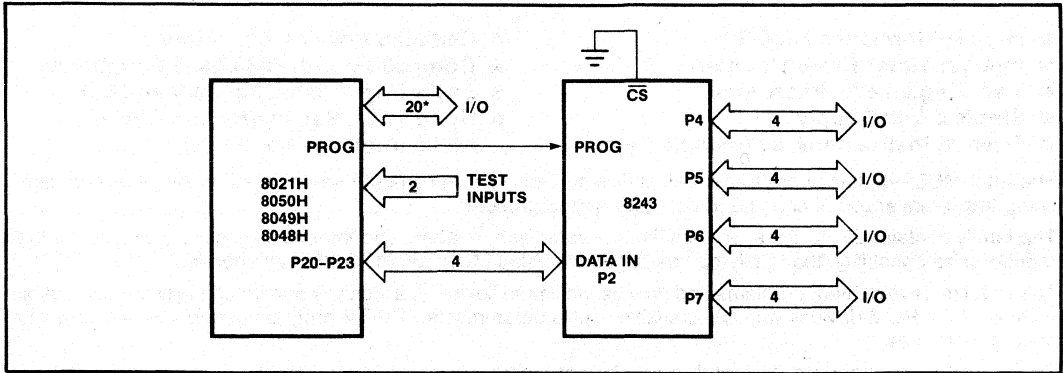 CS
20* I/O
P4 4 I/O
PROG PROG
2 TEST INPUTS
P5 4 I/O
8021H
8050H
8049H
8048H
8243
P6 4 I/O
P20–P23 4 DATA IN P2
P7 4 I/O